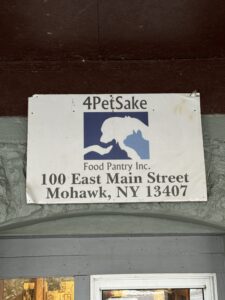 4PetSake
Food Pantry Inc.
100 East Main Street
Mohawk, NY 13407